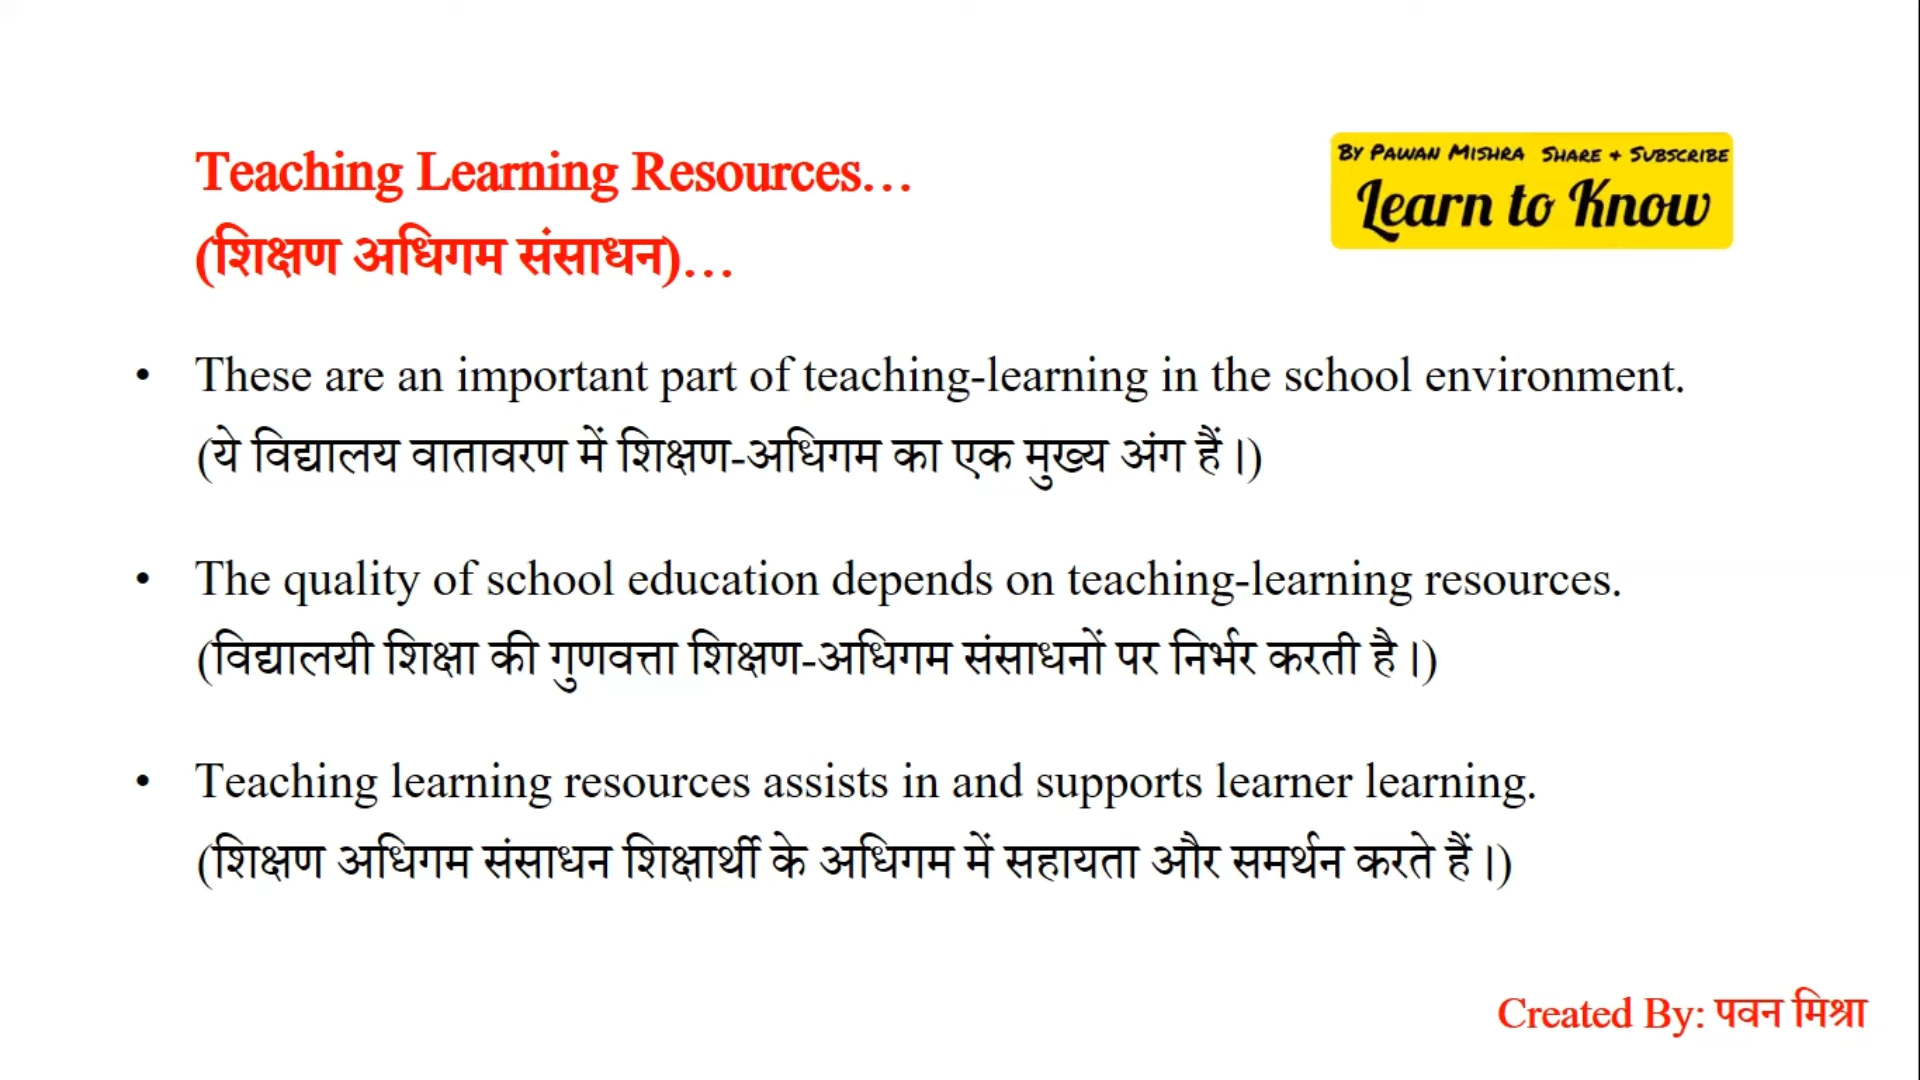 By Pawan Mishra Share + Subscribe
Learn to Know
Teaching Learning Resources…
(शिक्षण अधिगम संसाधन)…
• These are an important part of teaching-learning in the school environment.
(ये विद्यालय वातावरण में शिक्षण-अधिगम का एक मुख्य अंग हैं।)
• The quality of school education depends on teaching-learning resources.
(विद्यालयी शिक्षा की गुणवत्ता शिक्षण-अधिगम संसाधनों पर निर्भर करती है।)
• Teaching learning resources assists in and supports learner learning.
(शिक्षण अधिगम संसाधन शिक्षार्थी के अधिगम में सहायता और समर्थन करते हैं।)
Created By: पवन मिश्रा